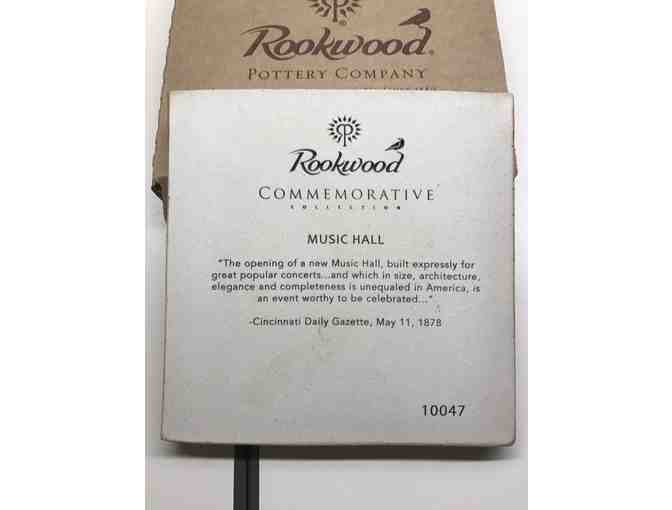 Rookwood®
POTTERY COMPANY
Rookwood
COMMEMORATIVE
COLLECTION
MUSIC HALL
"The opening of a new Music Hall, built expressly for
great popular concerts...and which in size, architecture,
elegance and completeness is unequaled in America, is
an event worthy to be celebrated..."
-Cincinnati Daily Gazette, May 11, 1878
10047